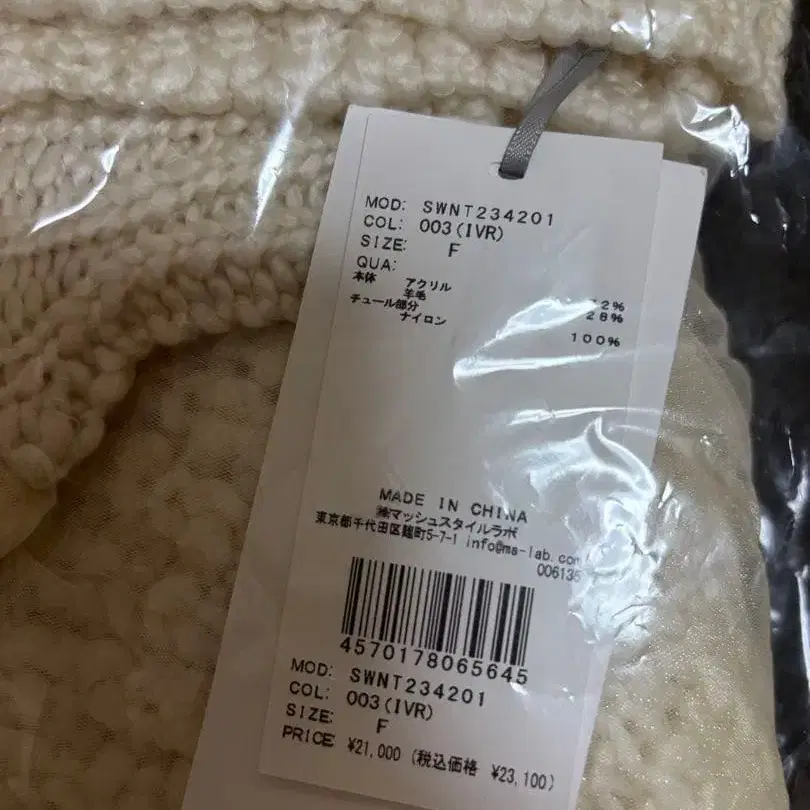 MOD: SWNT234201
COL: 003(IVR)
SIZE: F
QUA:
本体 アクリル
羊毛 28%
チュール部分
ナイロン 100%
MADE IN CHINA
㈱マッシュスタイルラボ
東京都千代田区麹町5-7-1 info@ms-lab.com
006135
4570178065645
MOD: SWNT234201
COL: 003(IVR)
SIZE: F
PRICE ¥21,000 (税込価格 ¥23,100)